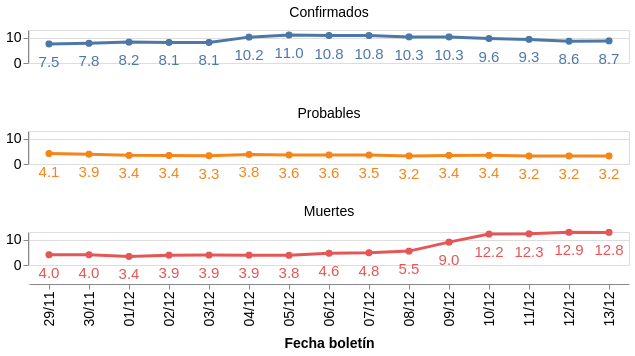 Confirmados
10
0
7.5 7.8 8.2 8.1 8.1 10.2 11.0 10.8 10.8 10.3 10.3 9.6 9.3 8.6 8.7
Probables
10
0
4.1 3.9 3.4 3.4 3.3 3.8 3.6 3.6 3.5 3.2 3.4 3.4 3.2 3.2 3.2
Muertes
10
0
4.0 4.0 3.4 3.9 3.9 3.9 3.8 4.6 4.8 5.5 9.0 12.2 12.3 12.9 12.8
29/11 30/11 01/12 02/12 03/12 04/12 05/12 06/12 07/12 08/12 09/12 10/12 11/12 12/12 13/12
Fecha boletín